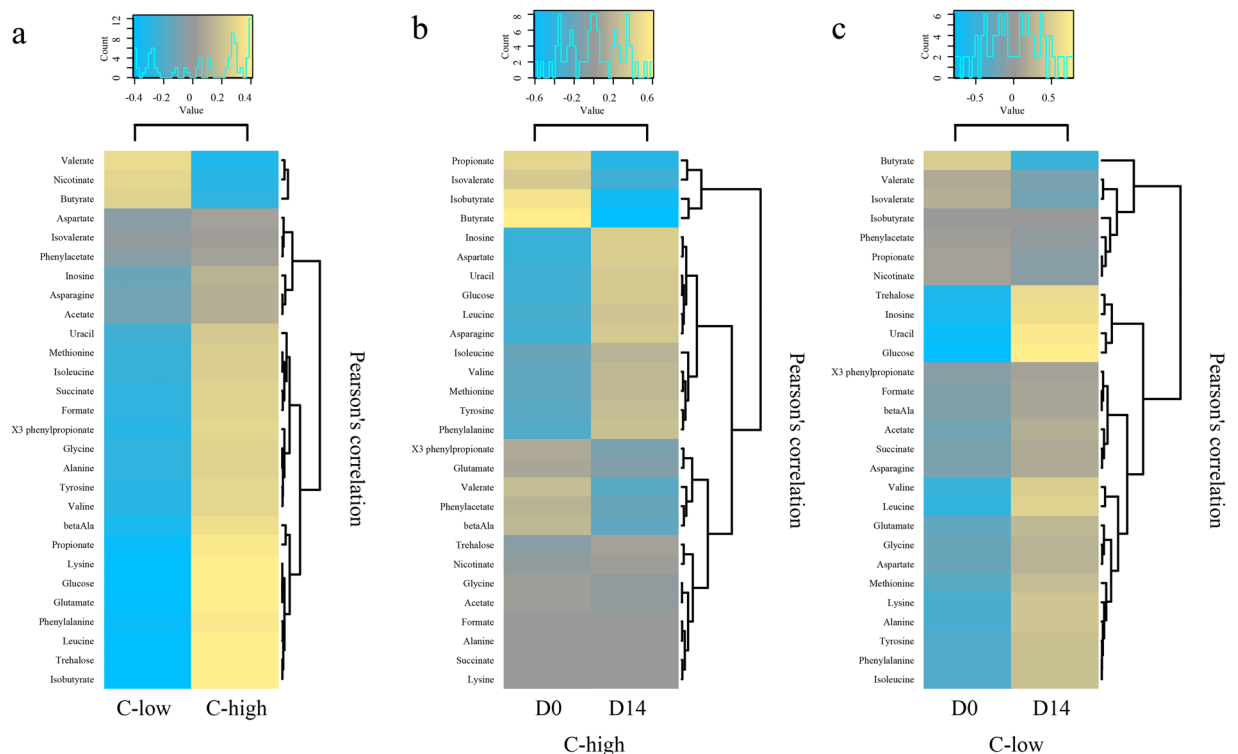 a
Count
0 4 8 12
-0.4 -0.2 0 0.2 0.4
Value
Valerate
Nicotinate
Butyrate
Aspartate
Isovalerate
Phenylacetate
Inosine
Asparagine
Acetate
Uracil
Methionine
Isoleucine
Succinate
Formate
X3 phenylpropionate
Glycine
Alanine
Tyrosine
Valine
betaAla
Propionate
Lysine
Glucose
Glutamate
Phenylalanine
Leucine
Trehalose
Isobutyrate
C-low C-high
Pearson's correlation
b
Count
0 2 4 6 8
-0.6 -0.2 0.2 0.6
Value
Propionate
Isovalerate
Isobutyrate
Butyrate
Inosine
Aspartate
Uracil
Glucose
Leucine
Asparagine
Isoleucine
Valine
Methionine
Tyrosine
Phenylalanine
X3 phenylpropionate
Glutamate
Valerate
Phenylacetate
betaAla
Trehalose
Nicotinate
Glycine
Acetate
Formate
Alanine
Succinate
Lysine
D0 D14
C-high
Pearson's correlation
c
Count
0 1 2 3 4 5 6
-0.5 0 0.5
Value
Butyrate
Valerate
Isovalerate
Isobutyrate
Phenylacetate
Propionate
Nicotinate
Trehalose
Inosine
Uracil
Glucose
X3 phenylpropionate
Formate
betaAla
Acetate
Succinate
Asparagine
Valine
Leucine
Glutamate
Glycine
Aspartate
Methionine
Lysine
Alanine
Tyrosine
Phenylalanine
Isoleucine
D0 D14
C-low
Pearson's correlation